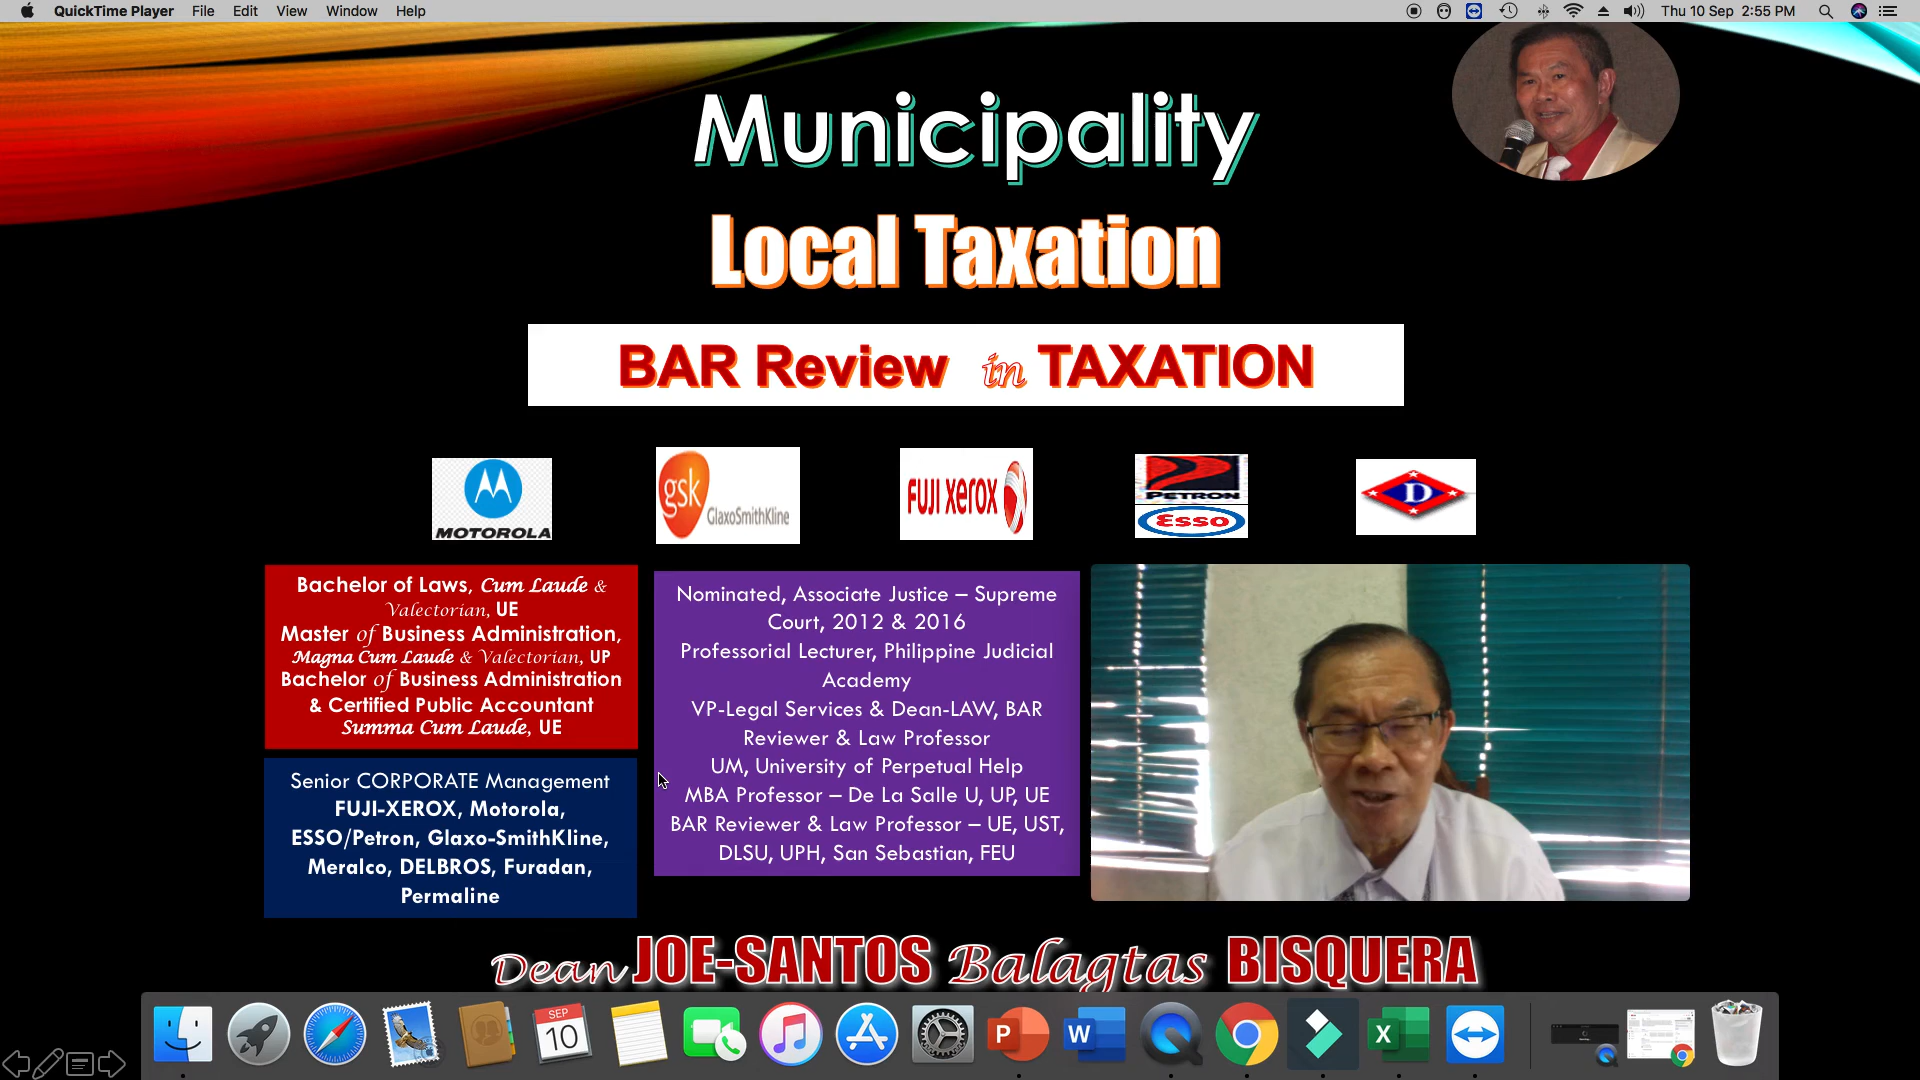 QuickTime Player File Edit View Window Help
Thu 10 Sep 2:55 PM
Municipality
Local Taxation
BAR Review in TAXATION
MOTOROLA
gsk
GlaxoSmithKline
FUJI xerox
PETRON
Esso
D
Bachelor of Laws, Cum Laude &
Valectorian, UE
Master of Business Administration,
Magna Cum Laude & Valectorian, UP
Bachelor of Business Administration
& Certified Public Accountant
Summa Cum Laude, UE
Senior CORPORATE Management
FUJI-XEROX, Motorola,
ESSO/Petron, Glaxo-SmithKline,
Meralco, DELBROS, Furadan,
Permaline
Nominated, Associate Justice – Supreme
Court, 2012 & 2016
Professorial Lecturer, Philippine Judicial
Academy
VP-Legal Services & Dean-LAW, BAR
Reviewer & Law Professor
UM, University of Perpetual Help
MBA Professor – De La Salle U, UP, UE
BAR Reviewer & Law Professor – UE, UST,
DLSU, UPH, San Sebastian, FEU
Dean JOE-SANTOS Balagtas BISQUERA
SEP
10
P
W
X